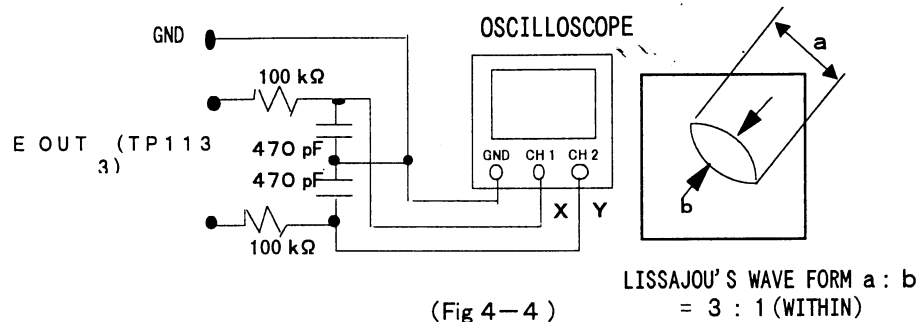 OSCILLOSCOPE
GND
100 kΩ
a
E OUT (TP113
3)
470 pF
470 pF
GND CH 1 CH 2
X Y
b
100 kΩ
LISSAJOU'S WAVE FORM a : b
= 3 : 1 (WITHIN)
(Fig 4-4)